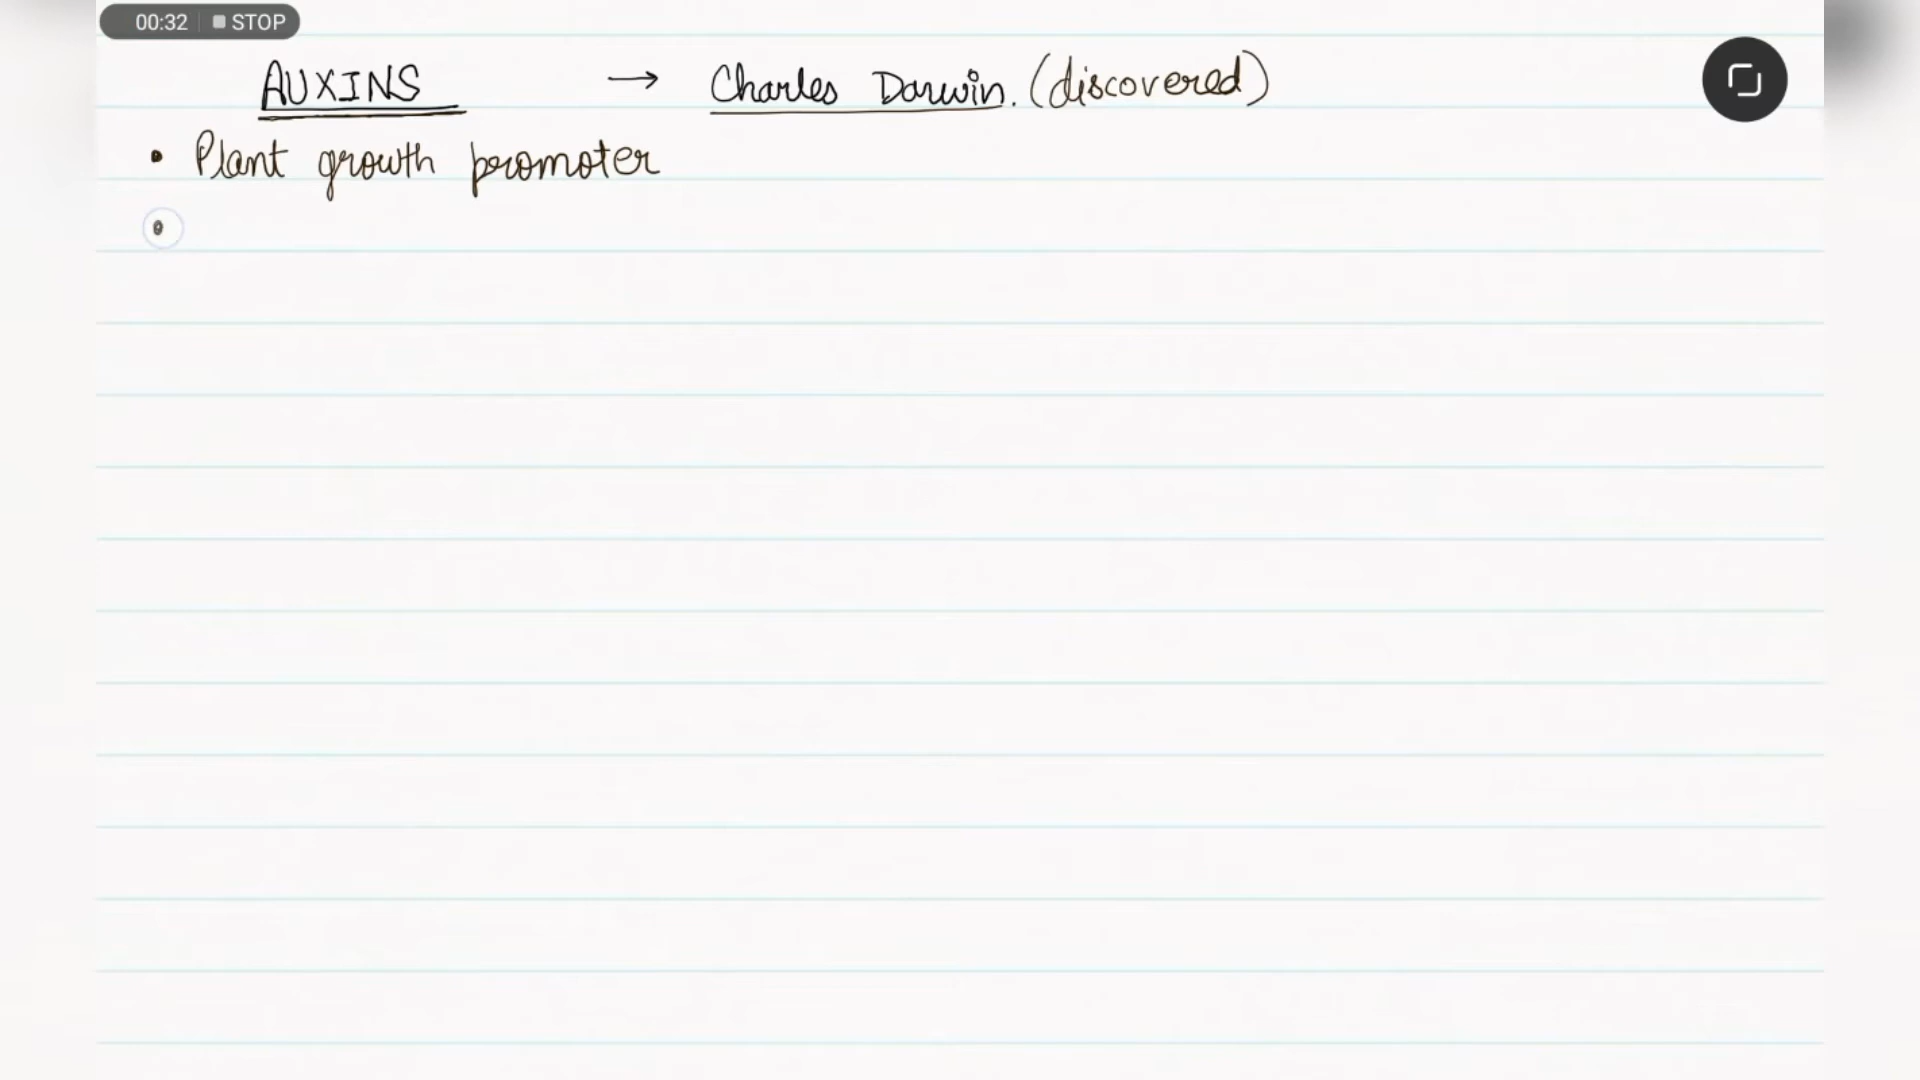 00:32 STOP
AUXINS → Charles Darwin. (discovered)
• Plant growth promoter
•